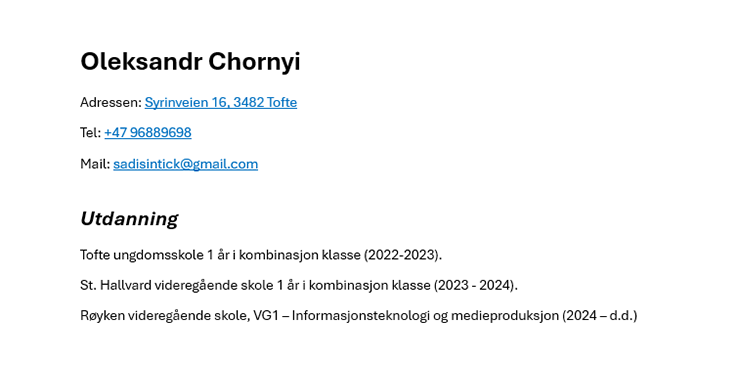 Oleksandr Chornyi
Adressen: Syrinveien 16, 3482 Tofte
Tel: +47 96889698
Mail: sadisintick@gmail.com
Utdanning
Tofte ungdomsskole 1 år i kombinasjon klasse (2022-2023).
St. Hallvard videregående skole 1 år i kombinasjon klasse (2023 - 2024).
Røyken videregående skole, VG1 – Informasjonsteknologi og medieproduksjon (2024 – d.d.)